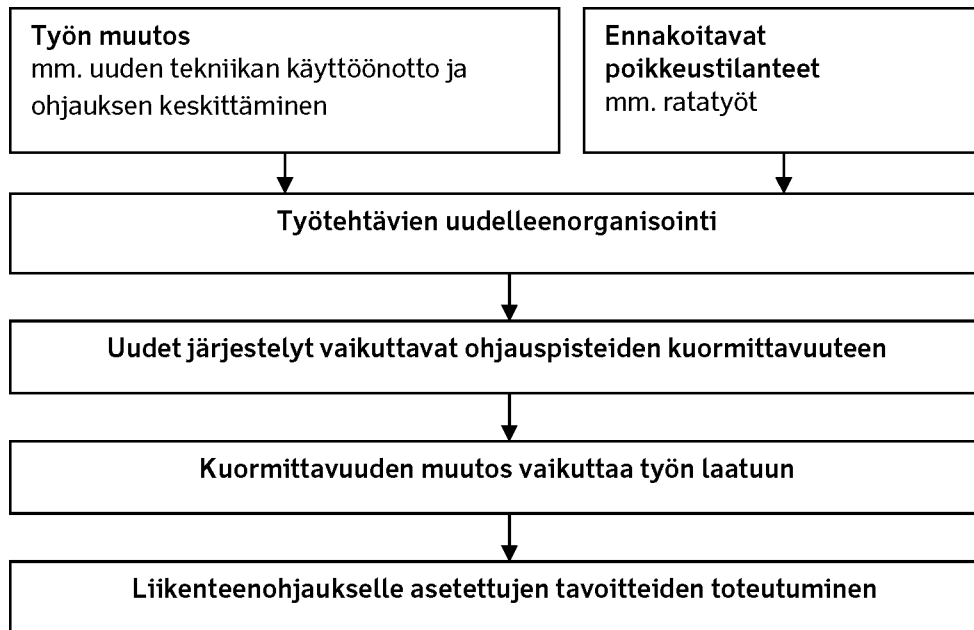 Työn muutos
mm. uuden tekniikan käyttöönotto ja
ohjauksen keskittäminen
Ennakoitavat
poikkeustilanteet
mm. ratatyöt
Työtehtävien uudelleenorganisointi
Uudet järjestelyt vaikuttavat ohjauspisteiden kuormittavuuteen
Kuormittavuuden muutos vaikuttaa työn laatuun
Liikenteenohjaukselle asetettujen tavoitteiden toteutuminen